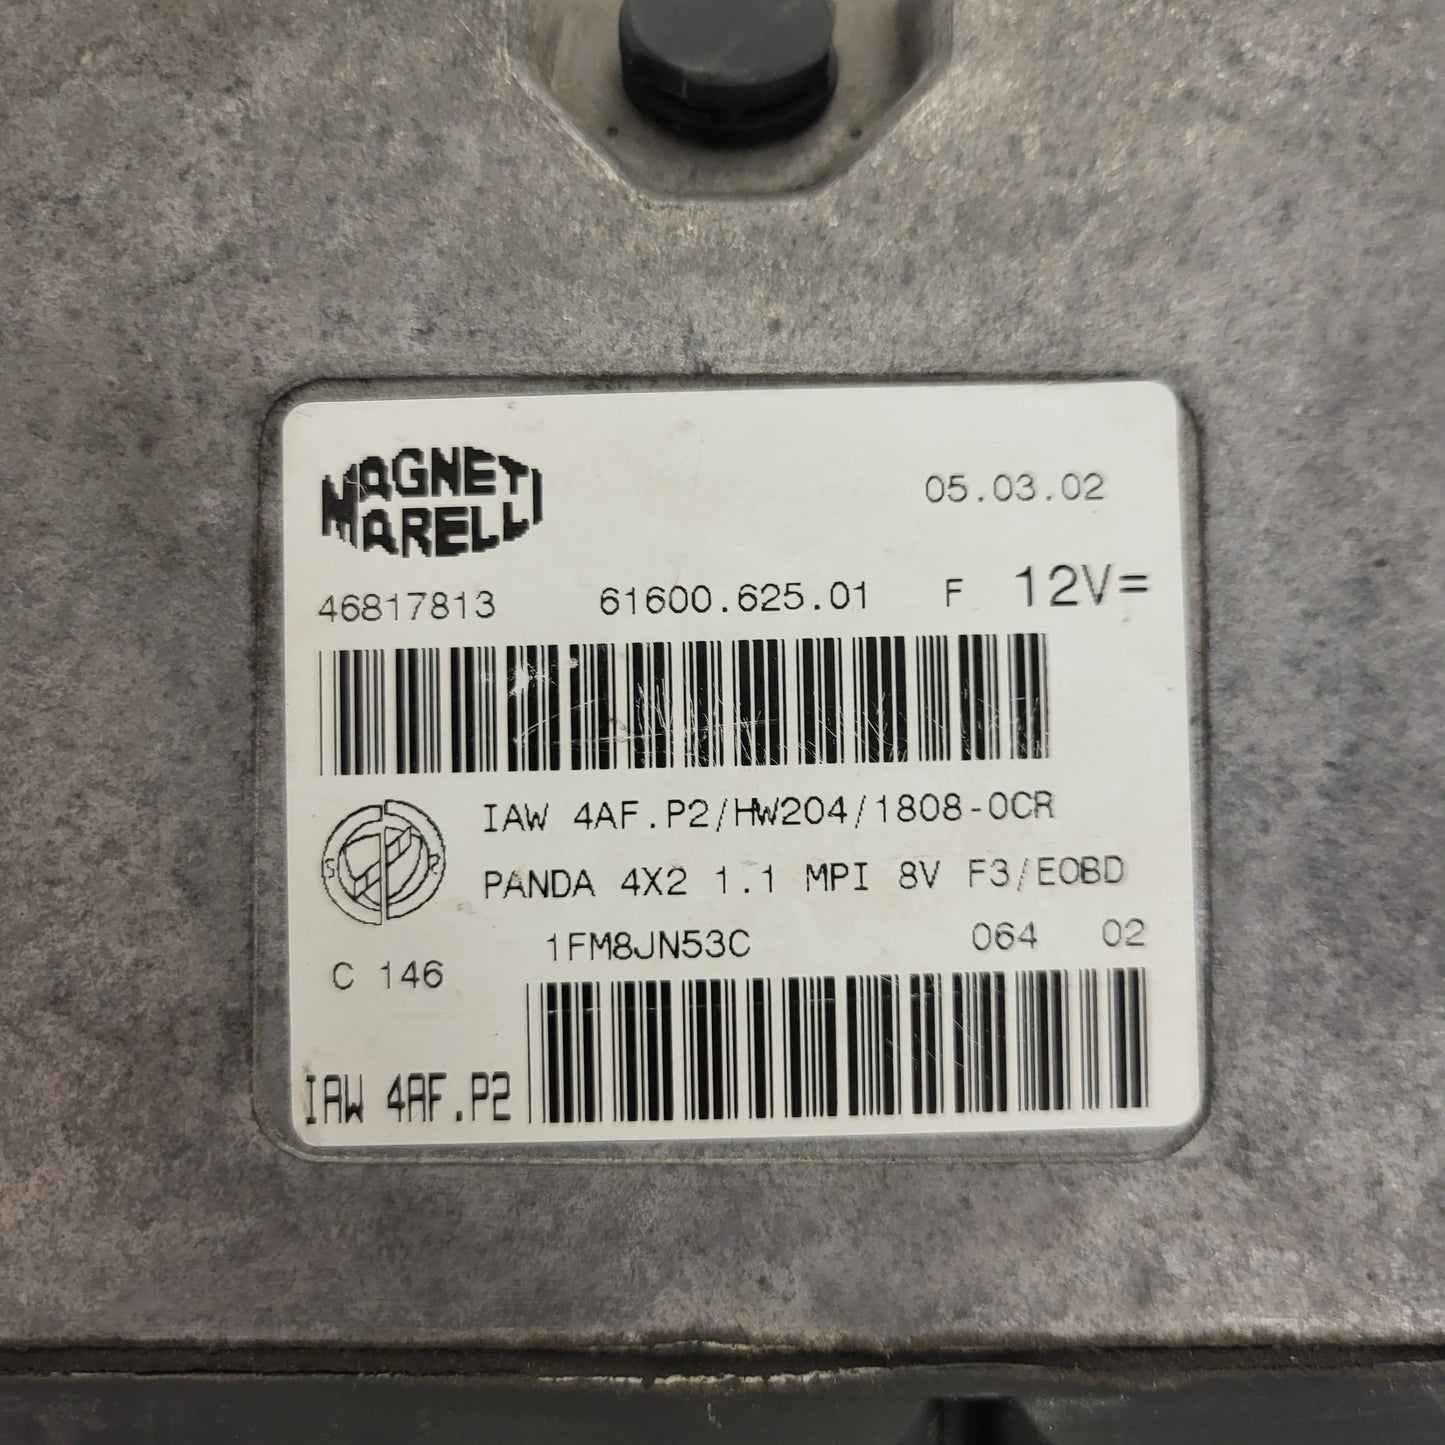 MAGNETI
MARELLI
05.03.02
46817813 61600.625.01 F 12V=
IAW 4AF.P2/HW204/1808-0CR
PANDA 4X2 1.1 MPI 8V F3/EOBD
1FM8JN53C 064 02
C 146
IAW 4AF.P2